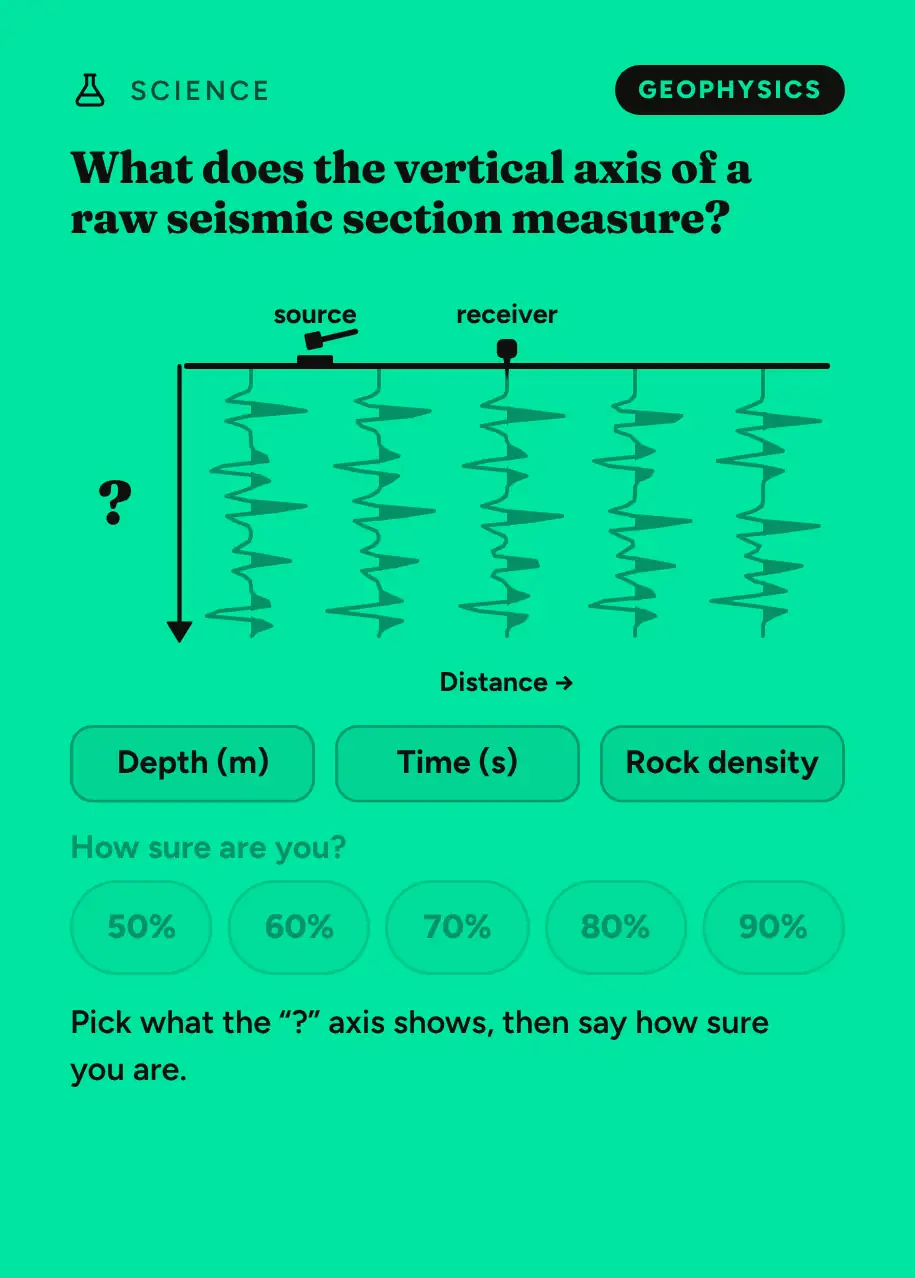 SCIENCE
GEOPHYSICS
What does the vertical axis of a
raw seismic section measure?
source
receiver
?
Distance →
Depth (m)
Time (s)
Rock density
How sure are you?
50%
60%
70%
80%
90%
Pick what the “?” axis shows, then say how sure
you are.